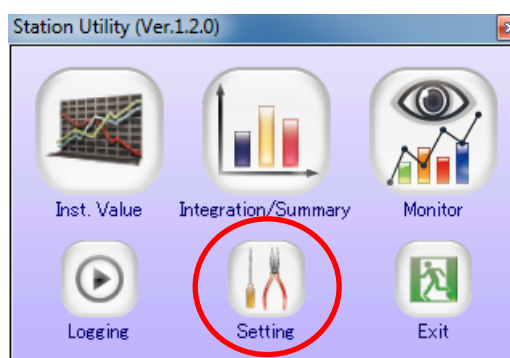 Station Utility (Ver.1.2.0)
Inst. Value
Integration/Summary
Monitor
Logging
Setting
Exit